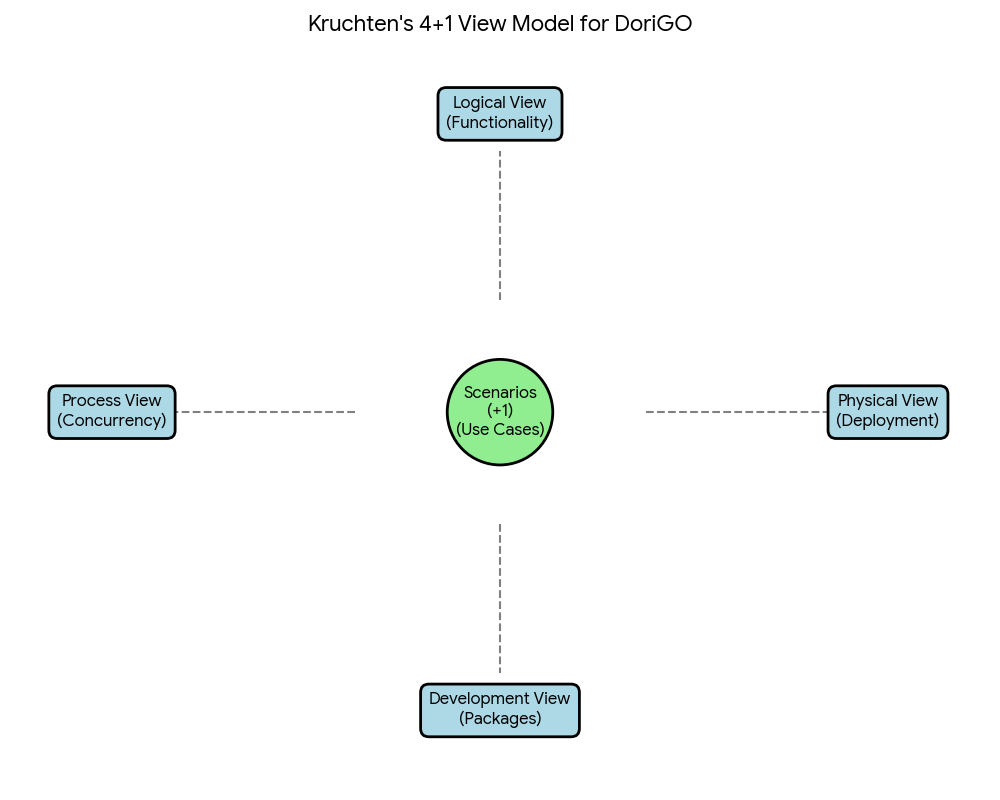 Kruchten's 4+1 View Model for DoriGO
Logical View
(Functionality)
Process View
(Concurrency)
Scenarios
(+1)
(Use Cases)
Physical View
(Deployment)
Development View
(Packages)